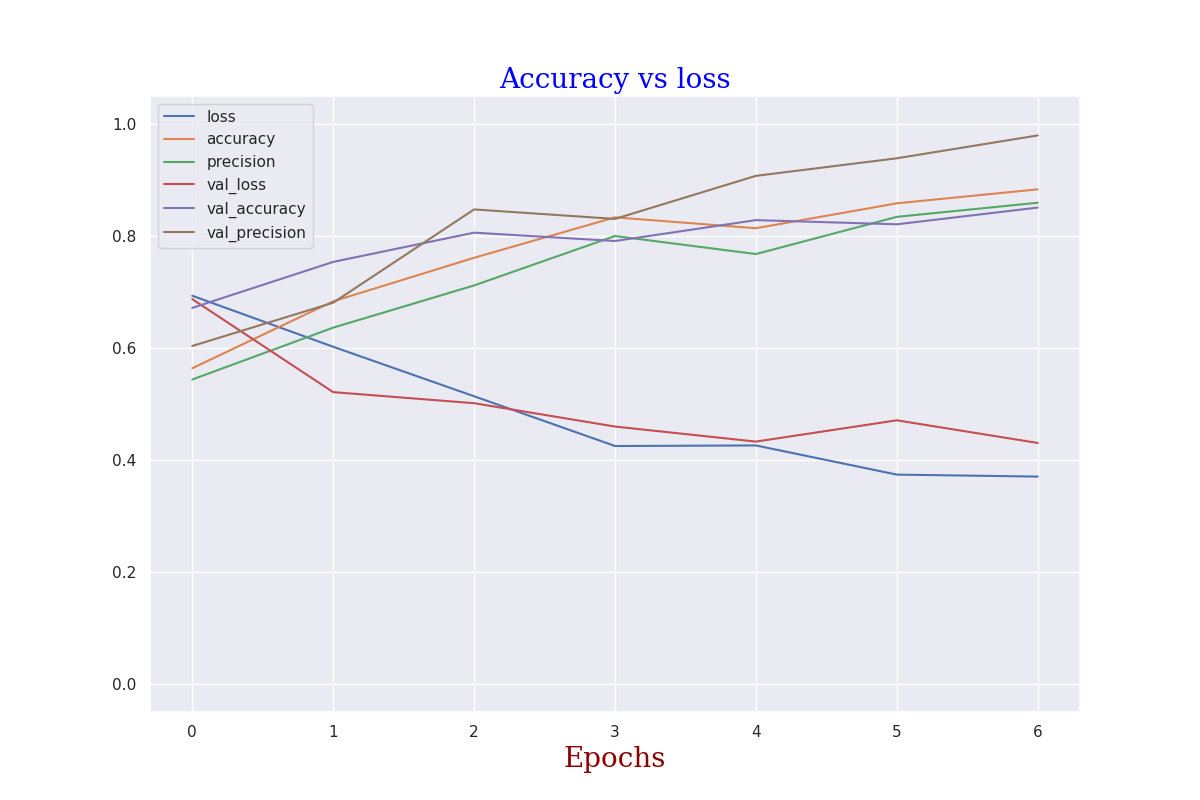 Accuracy vs loss
loss
accuracy
precision
val_loss
val_accuracy
val_precision
1.0
0.8
0.6
0.4
0.2
0.0
0 1 2 3 4 5 6
Epochs